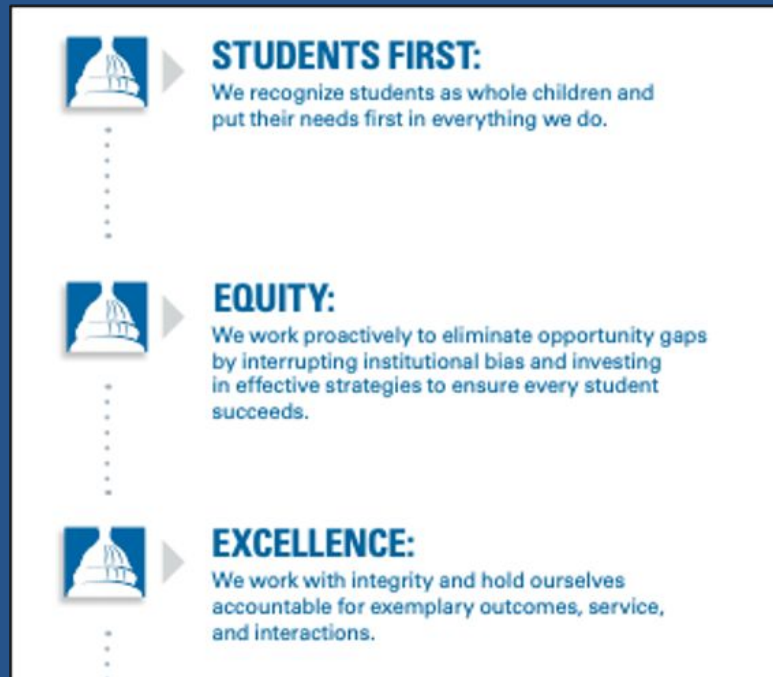 STUDENTS FIRST:
We recognize students as whole children and
put their needs first in everything we do.
EQUITY:
We work proactively to eliminate opportunity gaps
by interrupting institutional bias and investing
in effective strategies to ensure every student
succeeds.
EXCELLENCE:
We work with integrity and hold ourselves
accountable for exemplary outcomes, service,
and interactions.